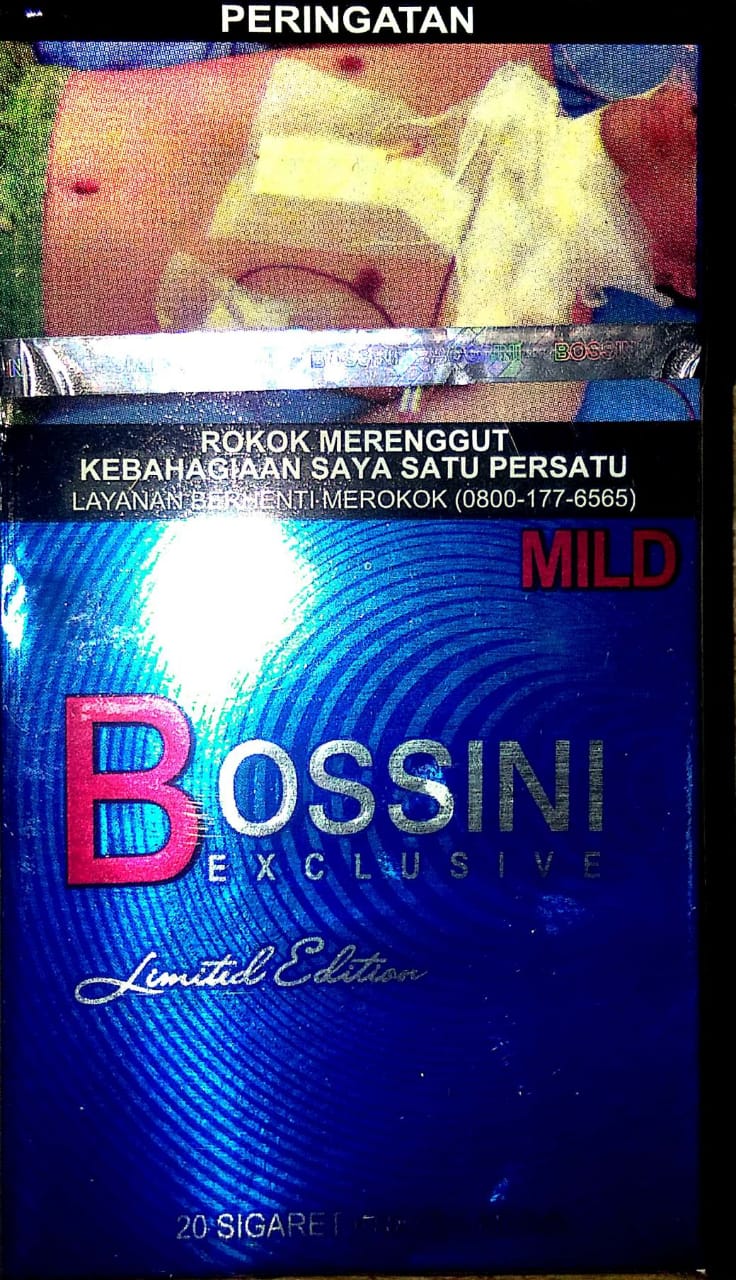 PERINGATAN
BOSSINI BOSSINI
ROKOK MERENGGUT
KEBAHAGIAAN SAYA SATU PERSATU
LAYANAN BERHENTI MEROKOK (0800-177-6565)
MILD
BOSSINI
EXCLUSIVE
Limited Edition
20 SIGARET